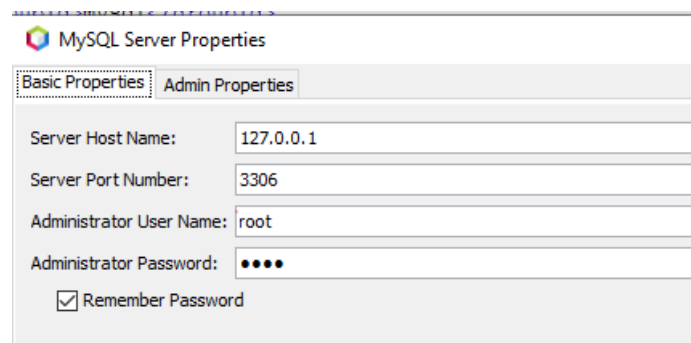 MySQL Server Properties
Basic Properties Admin Properties
Server Host Name: 127.0.0.1
Server Port Number: 3306
Administrator User Name: root
Administrator Password: ●●●●
Remember Password